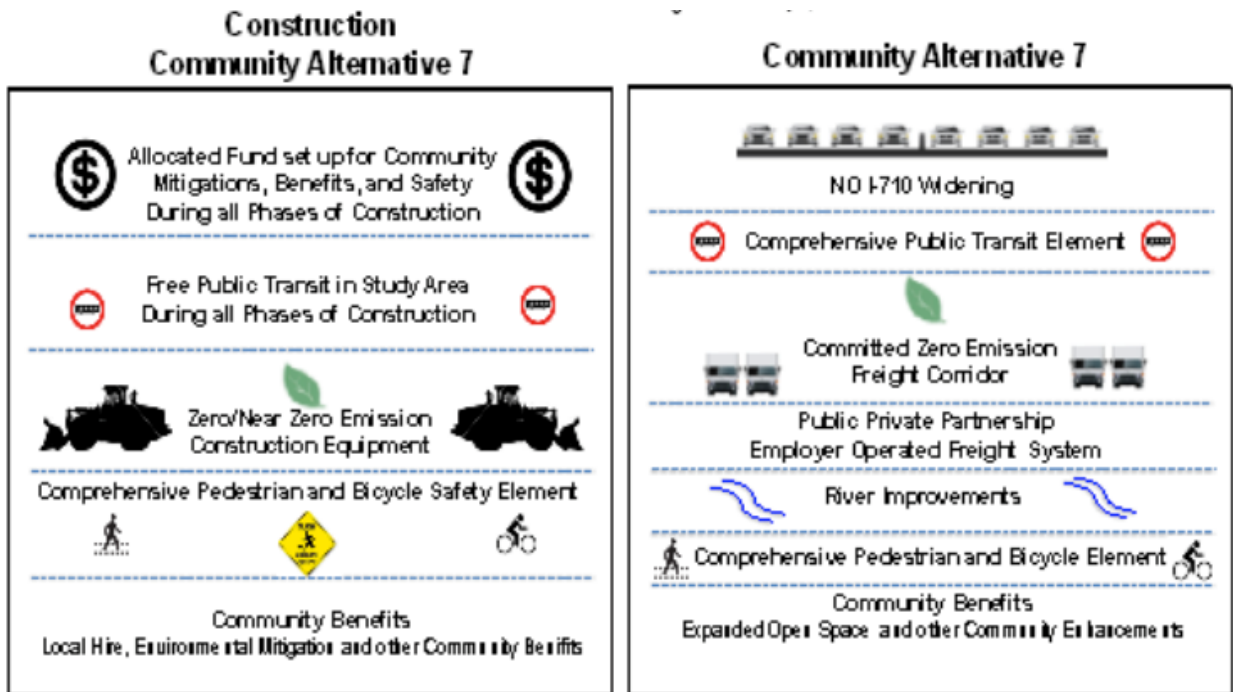 Construction
Community Alternative 7
Allocated Fund set up for Community
Mitigations, Benefits, and Safety
During all Phases of Construction
Free Public Transit in Study Area
During all Phases of Construction
Zero/Near Zero Emission
Construction Equipment
Comprehensive Pedestrian and Bicycle Safety Element
Community Benefits
Local Hire, Environmental Mitigation and other Community Benifits
Community Alternative 7
NO I-710 Widening
Comprehensive Public Transit Element
Committed Zero Emission
Freight Corridor
Public Private Partnership
Employer Operated Freight System
River Improvements
Comprehensive Pedestrian and Bicycle Element
Community Benefits
Expanded Open Space and other Community Enhancements